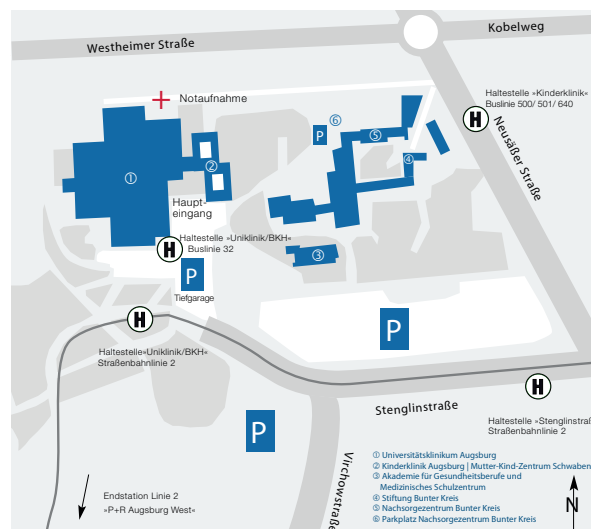 Westheimer Straße
Kobelweg
Notaufnahme
Haltestelle »Kinderklinik«
Buslinie 500/ 501/ 640
H
Neusäßer Straße
P
⑥
⑤
④
①
②
Haupt-
eingang
Haltestelle »Uniklinik/BKH«
Buslinie 32
H
③
P
Tiefgarage
P
H
Haltestelle»Uniklinik/BKH«
Straßenbahnlinie 2
H
Stenglinstraße
Haltestelle »Stenglinstraß
Straßenbahnlinie 2
P
Virchowstraße
① Universitätsklinikum Augsburg
② Kinderklinik Augsburg | Mutter-Kind-Zentrum Schwaben
③ Akademie für Gesundheitsberufe und
Medizinisches Schulzentrum
④ Stiftung Bunter Kreis
⑤ Nachsorgezentrum Bunter Kreis
⑥ Parkplatz Nachsorgezentrum Bunter Kreis
Endstation Linie 2
»P+R Augsburg West«
N